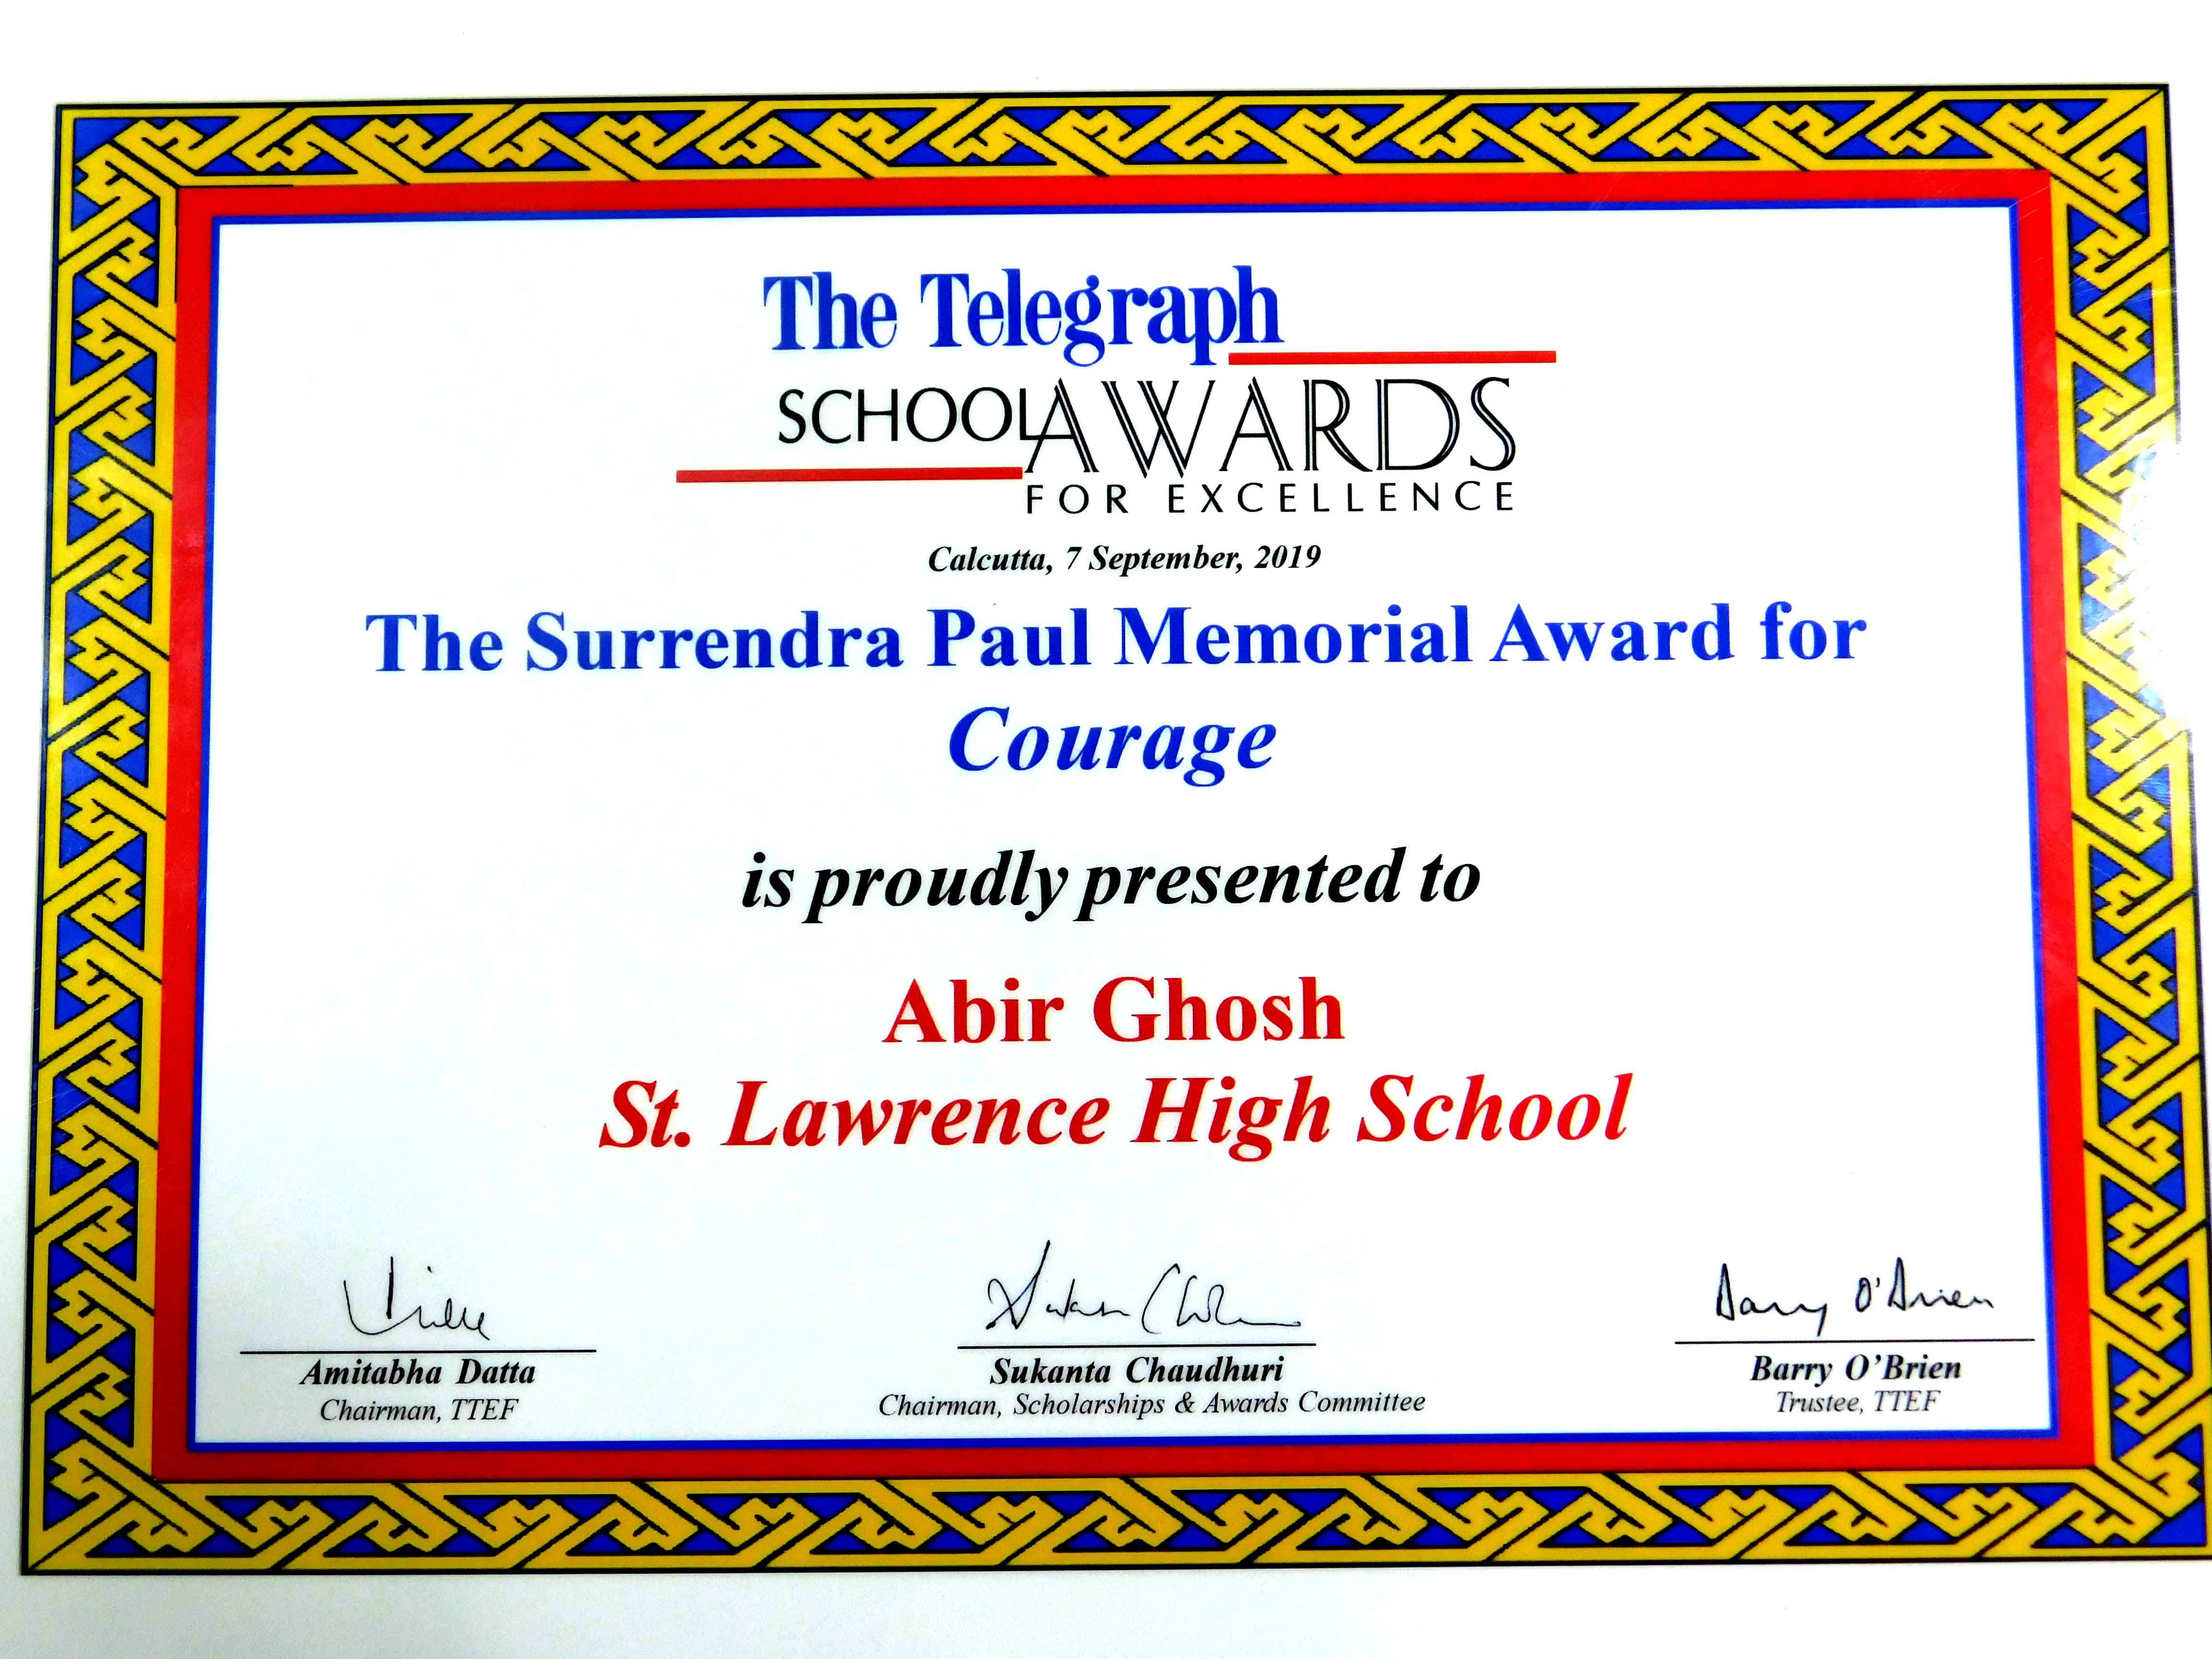 The Telegraph
SCHOOL AWARDS
FOR EXCELLENCE
Calcutta, 7 September, 2019
The Surrendra Paul Memorial Award for
Courage
is proudly presented to
Abir Ghosh
St. Lawrence High School
Barry O'Brien
Amitabha Datta
Chairman, TTEF
Sukanta Chaudhuri
Chairman, Scholarships & Awards Committee
Barry O'Brien
Trustee, TTEF